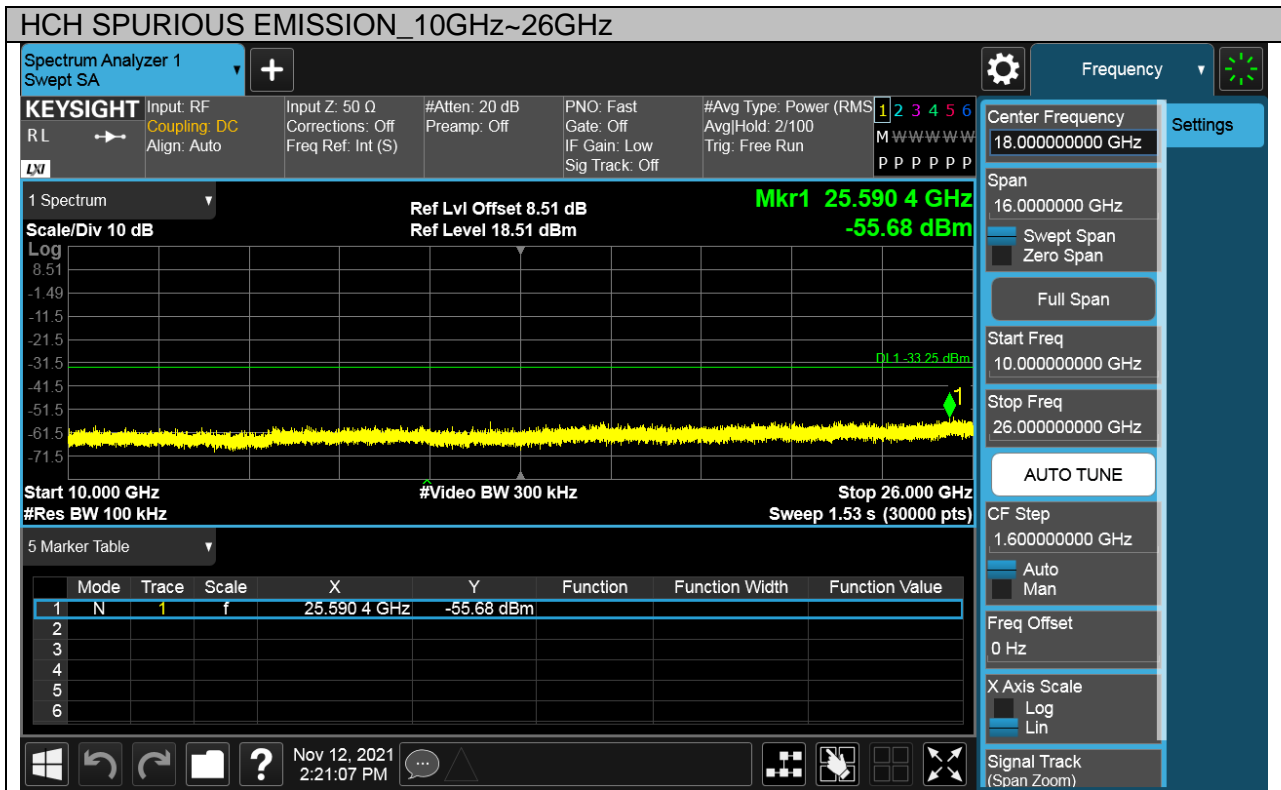 HCH SPURIOUS EMISSION_10GHz~26GHz
Spectrum Analyzer 1
Swept SA
+
Frequency
KEYSIGHT
RL
LXI
Input: RF
Coupling: DC
Align: Auto
Input Z: 50 Ω
Corrections: Off
Freq Ref: Int (S)
#Atten: 20 dB
Preamp: Off
PNO: Fast
Gate: Off
IF Gain: Low
Sig Track: Off
#Avg Type: Power (RMS
Avg|Hold: 2/100
Trig: Free Run
1 2 3 4 5 6
M W W W W W
P P P P P P
1 Spectrum
Scale/Div 10 dB
Ref Lvl Offset 8.51 dB
Ref Level 18.51 dBm
Mkr1 25.590 4 GHz
-55.68 dBm
Log
8.51
-1.49
-11.5
-21.5
-31.5
-41.5
-51.5
-61.5
-71.5
DL1 -33.25 dBm
1
Start 10.000 GHz
#Res BW 100 kHz
#Video BW 300 kHz
Stop 26.000 GHz
Sweep 1.53 s (30000 pts)
5 Marker Table
Mode Trace Scale X Y Function Function Width Function Value
1 N 1 f 25.590 4 GHz -55.68 dBm
2
3
4
5
6
Nov 12, 2021
2:21:07 PM
?
Center Frequency
18.000000000 GHz
Settings
Span
16.0000000 GHz
Swept Span
Zero Span
Full Span
Start Freq
10.000000000 GHz
Stop Freq
26.000000000 GHz
AUTO TUNE
CF Step
1.600000000 GHz
Auto
Man
Freq Offset
0 Hz
X Axis Scale
Log
Lin
Signal Track
(Span Zoom)